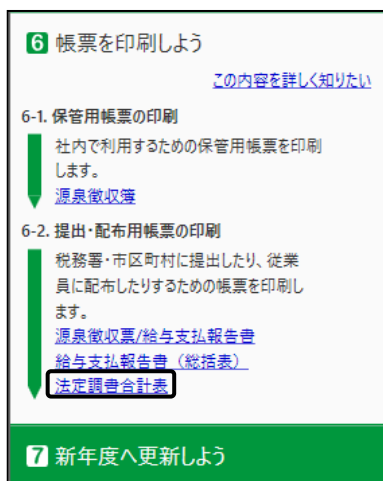 6 帳票を印刷しよう
この内容を詳しく知りたい
6-1. 保管用帳票の印刷
社内で利用するための保管用帳票を印刷
します。
源泉徴収簿
6-2. 提出・配布用帳票の印刷
税務署・市区町村に提出したり、従業
員に配布したりするための帳票を印刷し
ます。
源泉徴収票/給与支払報告書
給与支払報告書（総括表）
法定調書合計表
7 新年度へ更新しよう